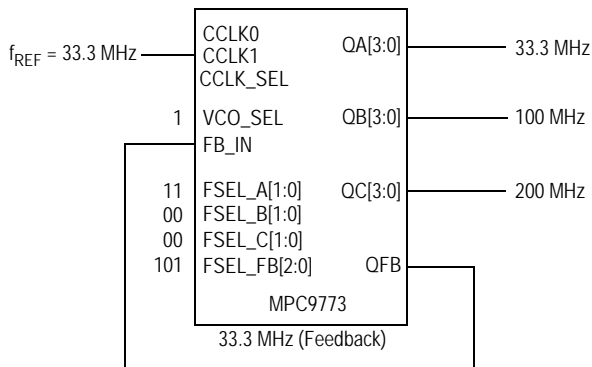 CCLK0
fREF = 33.3 MHz CCLK1 QA[3:0] 33.3 MHz
CCLK_SEL
1 VCO_SEL QB[3:0] 100 MHz
FB_IN
11 FSEL_A[1:0] QC[3:0] 200 MHz
00 FSEL_B[1:0]
00 FSEL_C[1:0]
101 FSEL_FB[2:0] QFB
MPC9773
33.3 MHz (Feedback)